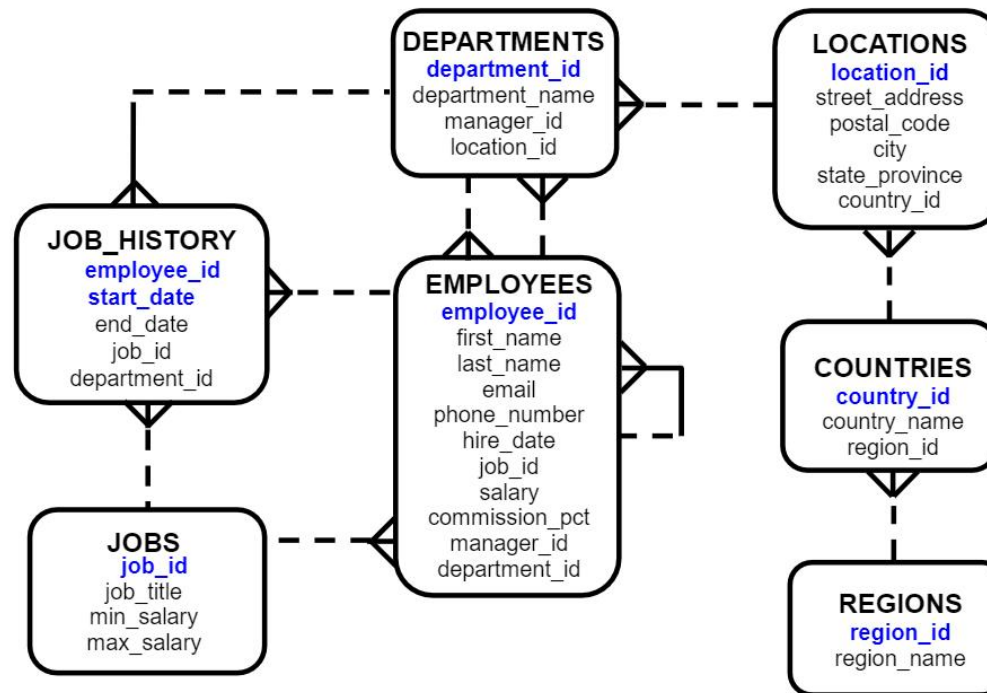 DEPARTMENTS
department_id
department_name
manager_id
location_id
LOCATIONS
location_id
street_address
postal_code
city
state_province
country_id
JOB_HISTORY
employee_id
start_date
end_date
job_id
department_id
EMPLOYEES
employee_id
first_name
last_name
email
phone_number
hire_date
job_id
salary
commission_pct
manager_id
department_id
COUNTRIES
country_id
country_name
region_id
JOBS
job_id
job_title
min_salary
max_salary
REGIONS
region_id
region_name